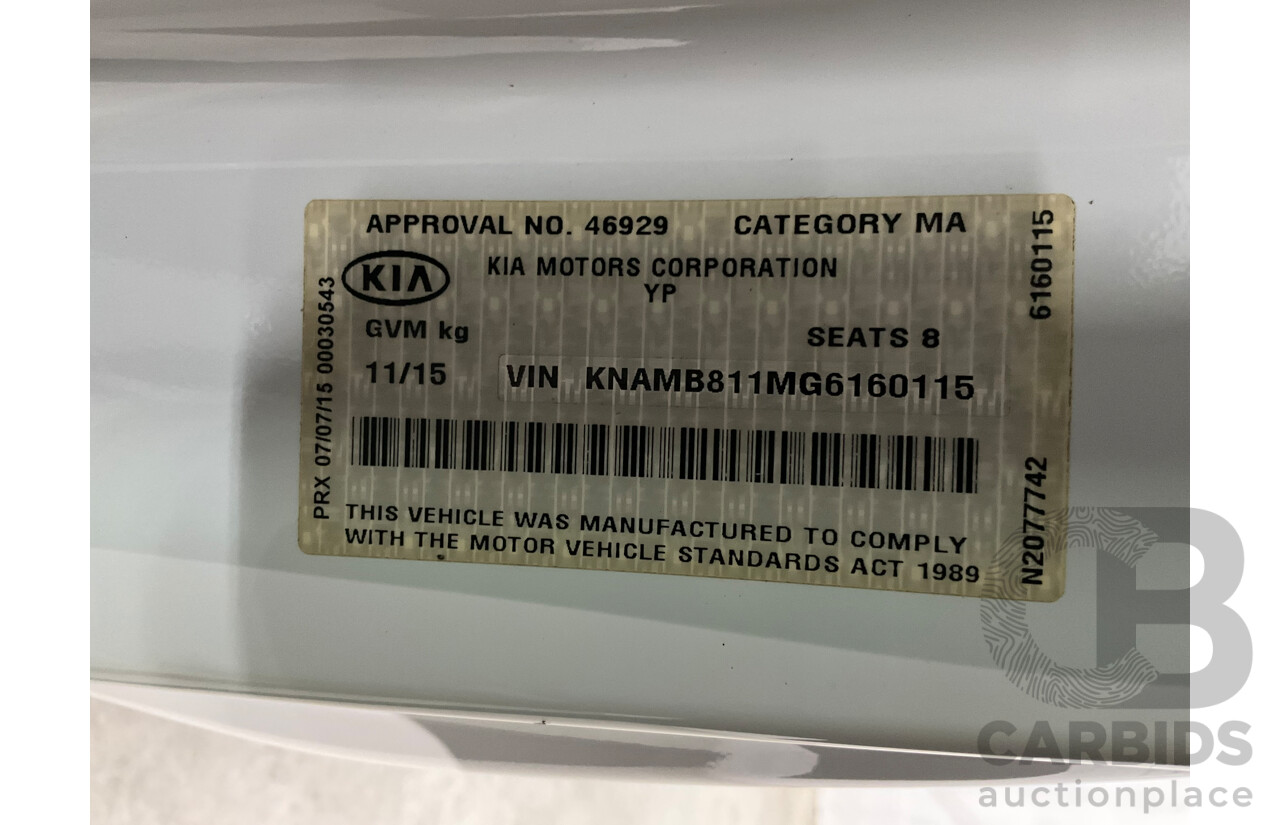 APPROVAL NO. 46929 CATEGORY MA
KIA KIA MOTORS CORPORATION
YP
GVM kg SEATS 8
11/15 VIN KNAMB811MG6160115
THIS VEHICLE WAS MANUFACTURED TO COMPLY
WITH THE MOTOR VEHICLE STANDARDS ACT 1989
PRX 07/07/15 00030543
6160115
N2077742
CB
CARBIDS
auctionplace